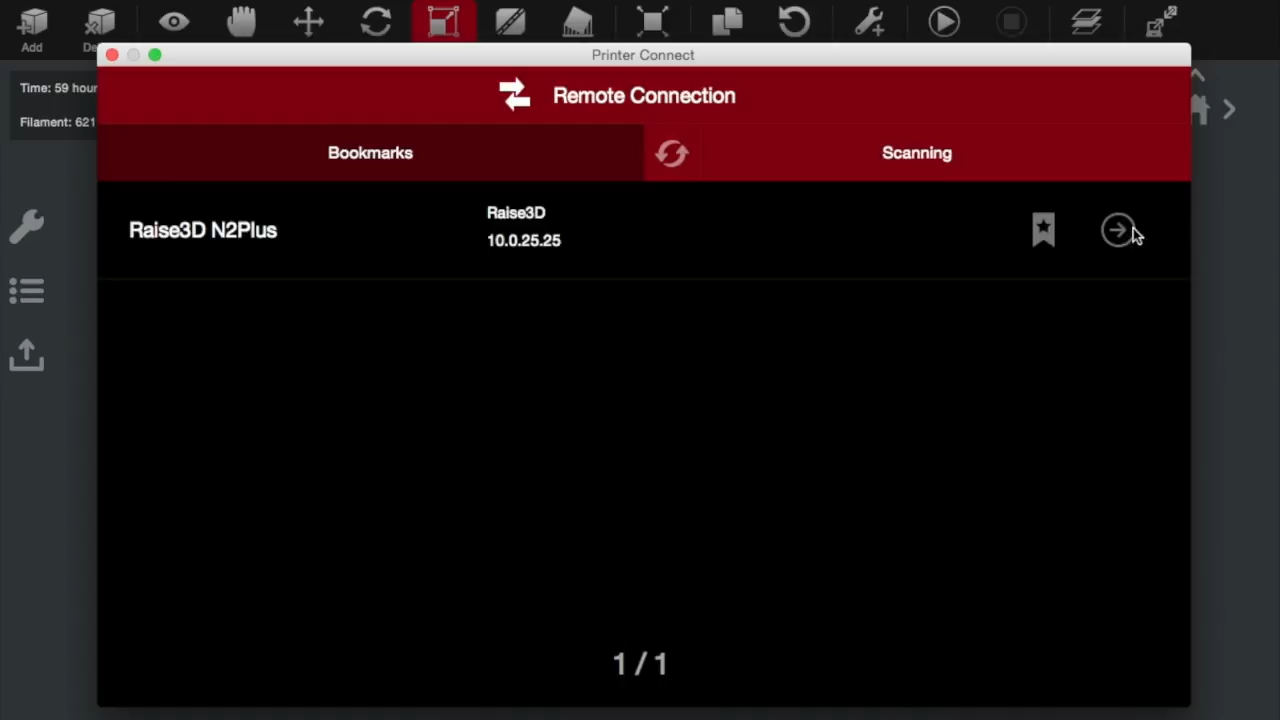 Add
De
Printer Connect
Time: 59 hour
Filament: 621
Remote Connection
Bookmarks
Scanning
Raise3D N2Plus
Raise3D
10.0.25.25
1 / 1